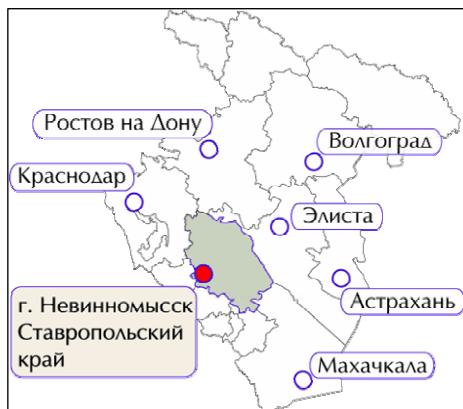 Ростов на Дону
Волгоград
Краснодар
Элиста
г. Невинномысск
Ставропольский
край
Астрахань
Махачкала